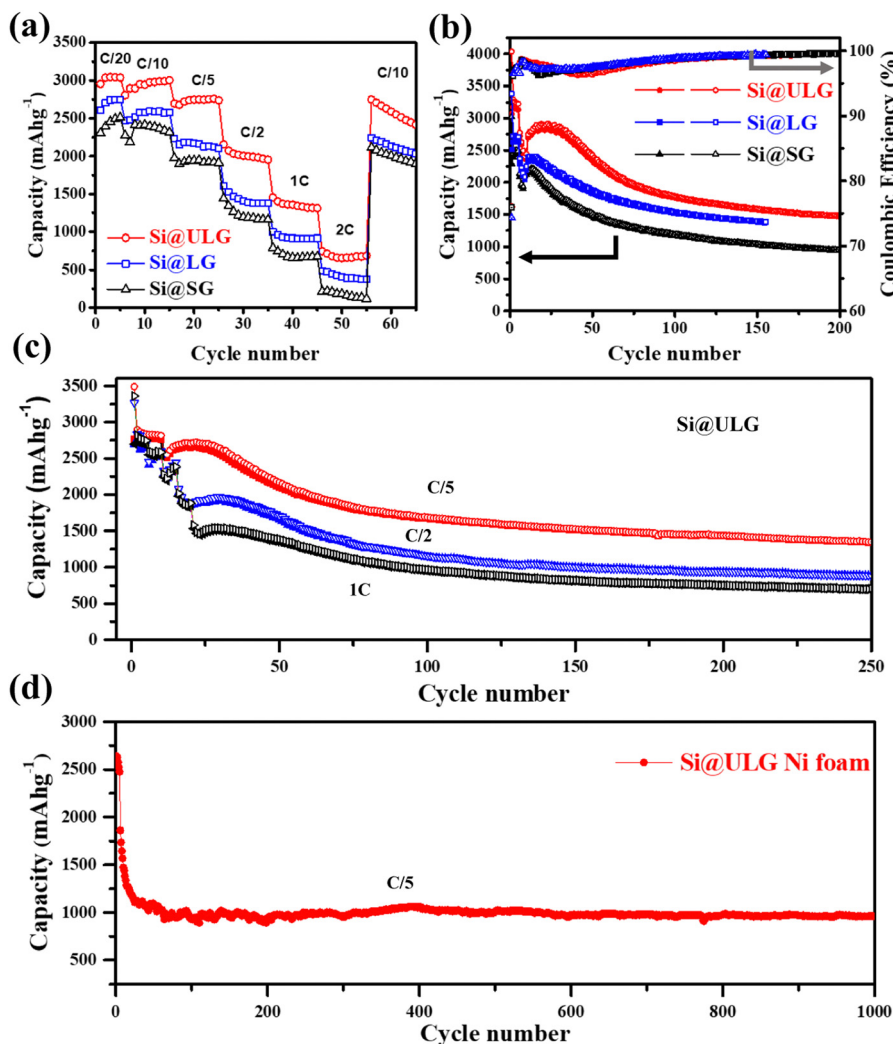 (a)
Capacity (mAhg⁻¹)
3500
3000
2500
2000
1500
1000
500
0
C/20
C/10
C/5
C/2
1C
2C
C/10
Si@ULG
Si@LG
Si@SG
0
10
20
30
40
50
60
Cycle number
(b)
Capacity (mAhg⁻¹)
4000
3500
3000
2500
2000
1500
1000
500
0
Si@ULG
Si@LG
Si@SG
100
90
80
70
60
Coulombic Efficiency (%)
0
50
100
150
200
Cycle number
(c)
Capacity (mAhg⁻¹)
3500
3000
2500
2000
1500
1000
500
0
Si@ULG
C/5
C/2
1C
0
50
100
150
200
250
Cycle number
(d)
Capacity (mAhg⁻¹)
3000
2500
2000
1500
1000
500
Si@ULG Ni foam
C/5
0
200
400
600
800
1000
Cycle number